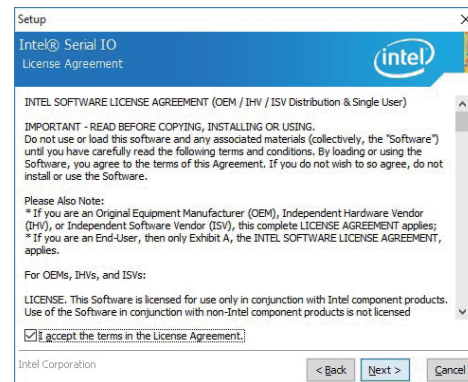 Setup
Intel® Serial IO
License Agreement
intel
INTEL SOFTWARE LICENSE AGREEMENT (OEM / IHV / ISV Distribution & Single User)
IMPORTANT - READ BEFORE COPYING, INSTALLING OR USING.
Do not use or load this software and any associated materials (collectively, the "Software")
until you have carefully read the following terms and conditions. By loading or using the
Software, you agree to the terms of this Agreement. If you do not wish to so agree, do not
install or use the Software.
Please Also Note:
* If you are an Original Equipment Manufacturer (OEM), Independent Hardware Vendor
(IHV), or Independent Software Vendor (ISV), this complete LICENSE AGREEMENT applies;
* If you are an End-User, then only Exhibit A, the INTEL SOFTWARE LICENSE AGREEMENT,
applies.
For OEMs, IHVs, and ISVs:
LICENSE. This Software is licensed for use only in conjunction with Intel component products.
Use of the Software in conjunction with non-Intel component products is not licensed
I accept the terms in the License Agreement.
Intel Corporation
< Back Next > Cancel